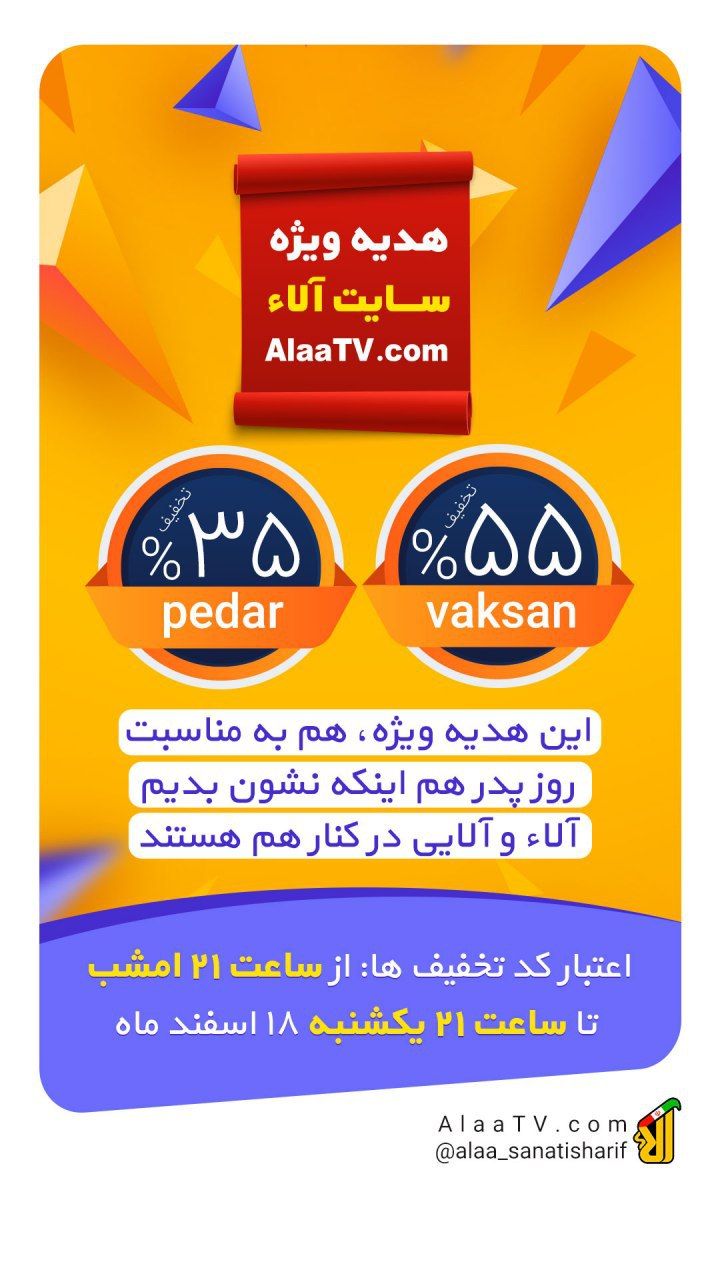 هدیه ویژه
سایت آلاء
AlaaTV.com
تخفیف
%۵۵
vaksan
تخفیف
%۳۵
pedar
این هدیه ویژه، هم به مناسبت
روز پدر هم اینکه نشون بدیم
آلاء و آلایی در کنار هم هستند
اعتبار کد تخفیف ها: از ساعت ۲۱ امشب
تا ساعت ۲۱ یکشنبه ۱۸ اسفند ماه
AlaaTV.com
@alaa_sanatisharif
آلاء